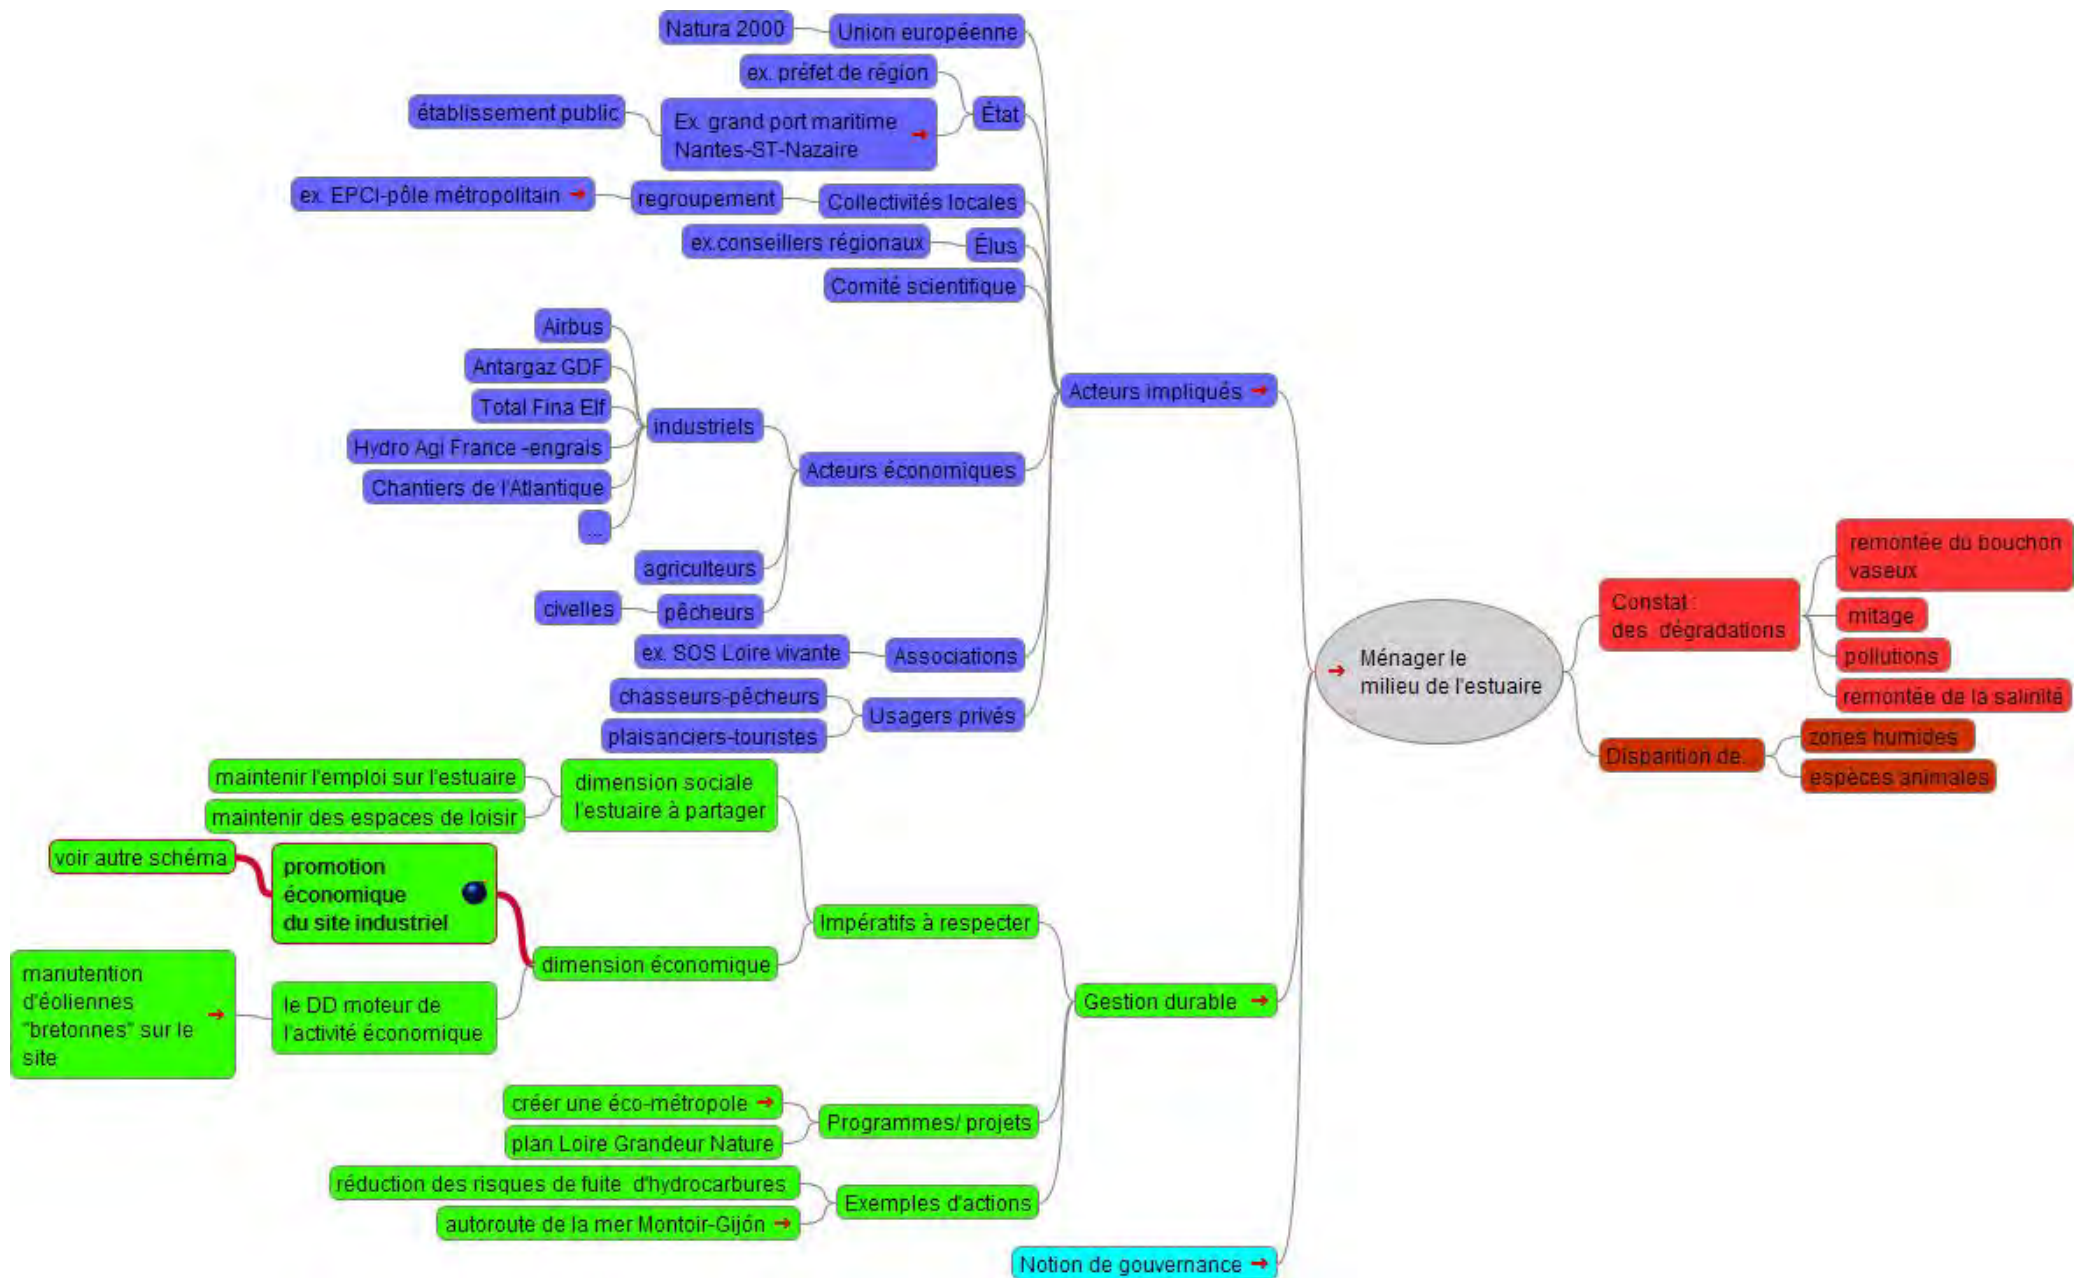 Natura 2000
Union européenne
ex. préfet de région
État
établissement public
Ex. grand port maritime
Nantes-ST-Nazaire
ex. EPCI-pôle métropolitain
regroupement
Collectivités locales
ex.conseillers régionaux
Élus
Comité scientifique
Airbus
Antargaz GDF
Total Fina Elf
Hydro Agi France -engrais
Chantiers de l'Atlantique
...
industriels
Acteurs économiques
agriculteurs
civelles
pêcheurs
ex. SOS Loire vivante
Associations
chasseurs-pêcheurs
plaisanciers-touristes
Usagers privés
Acteurs impliqués
maintenir l'emploi sur l'estuaire
maintenir des espaces de loisir
dimension sociale
l'estuaire à partager
voir autre schéma
promotion
économique
du site industriel
dimension économique
manutention
d'éoliennes
"bretonnes" sur le
site
le DD moteur de
l'activité économique
Impératifs à respecter
Gestion durable
créer une éco-métropole
plan Loire Grandeur Nature
Programmes/ projets
réduction des risques de fuite d'hydrocarbures
autoroute de la mer Montoir-Gijón
Exemples d'actions
Notion de gouvernance
Ménager le
milieu de l'estuaire
Constat :
des dégradations
remontée du bouchon
vaseux
mitage
pollutions
remontée de la salinité
Disparition de...
zones humides
espèces animales